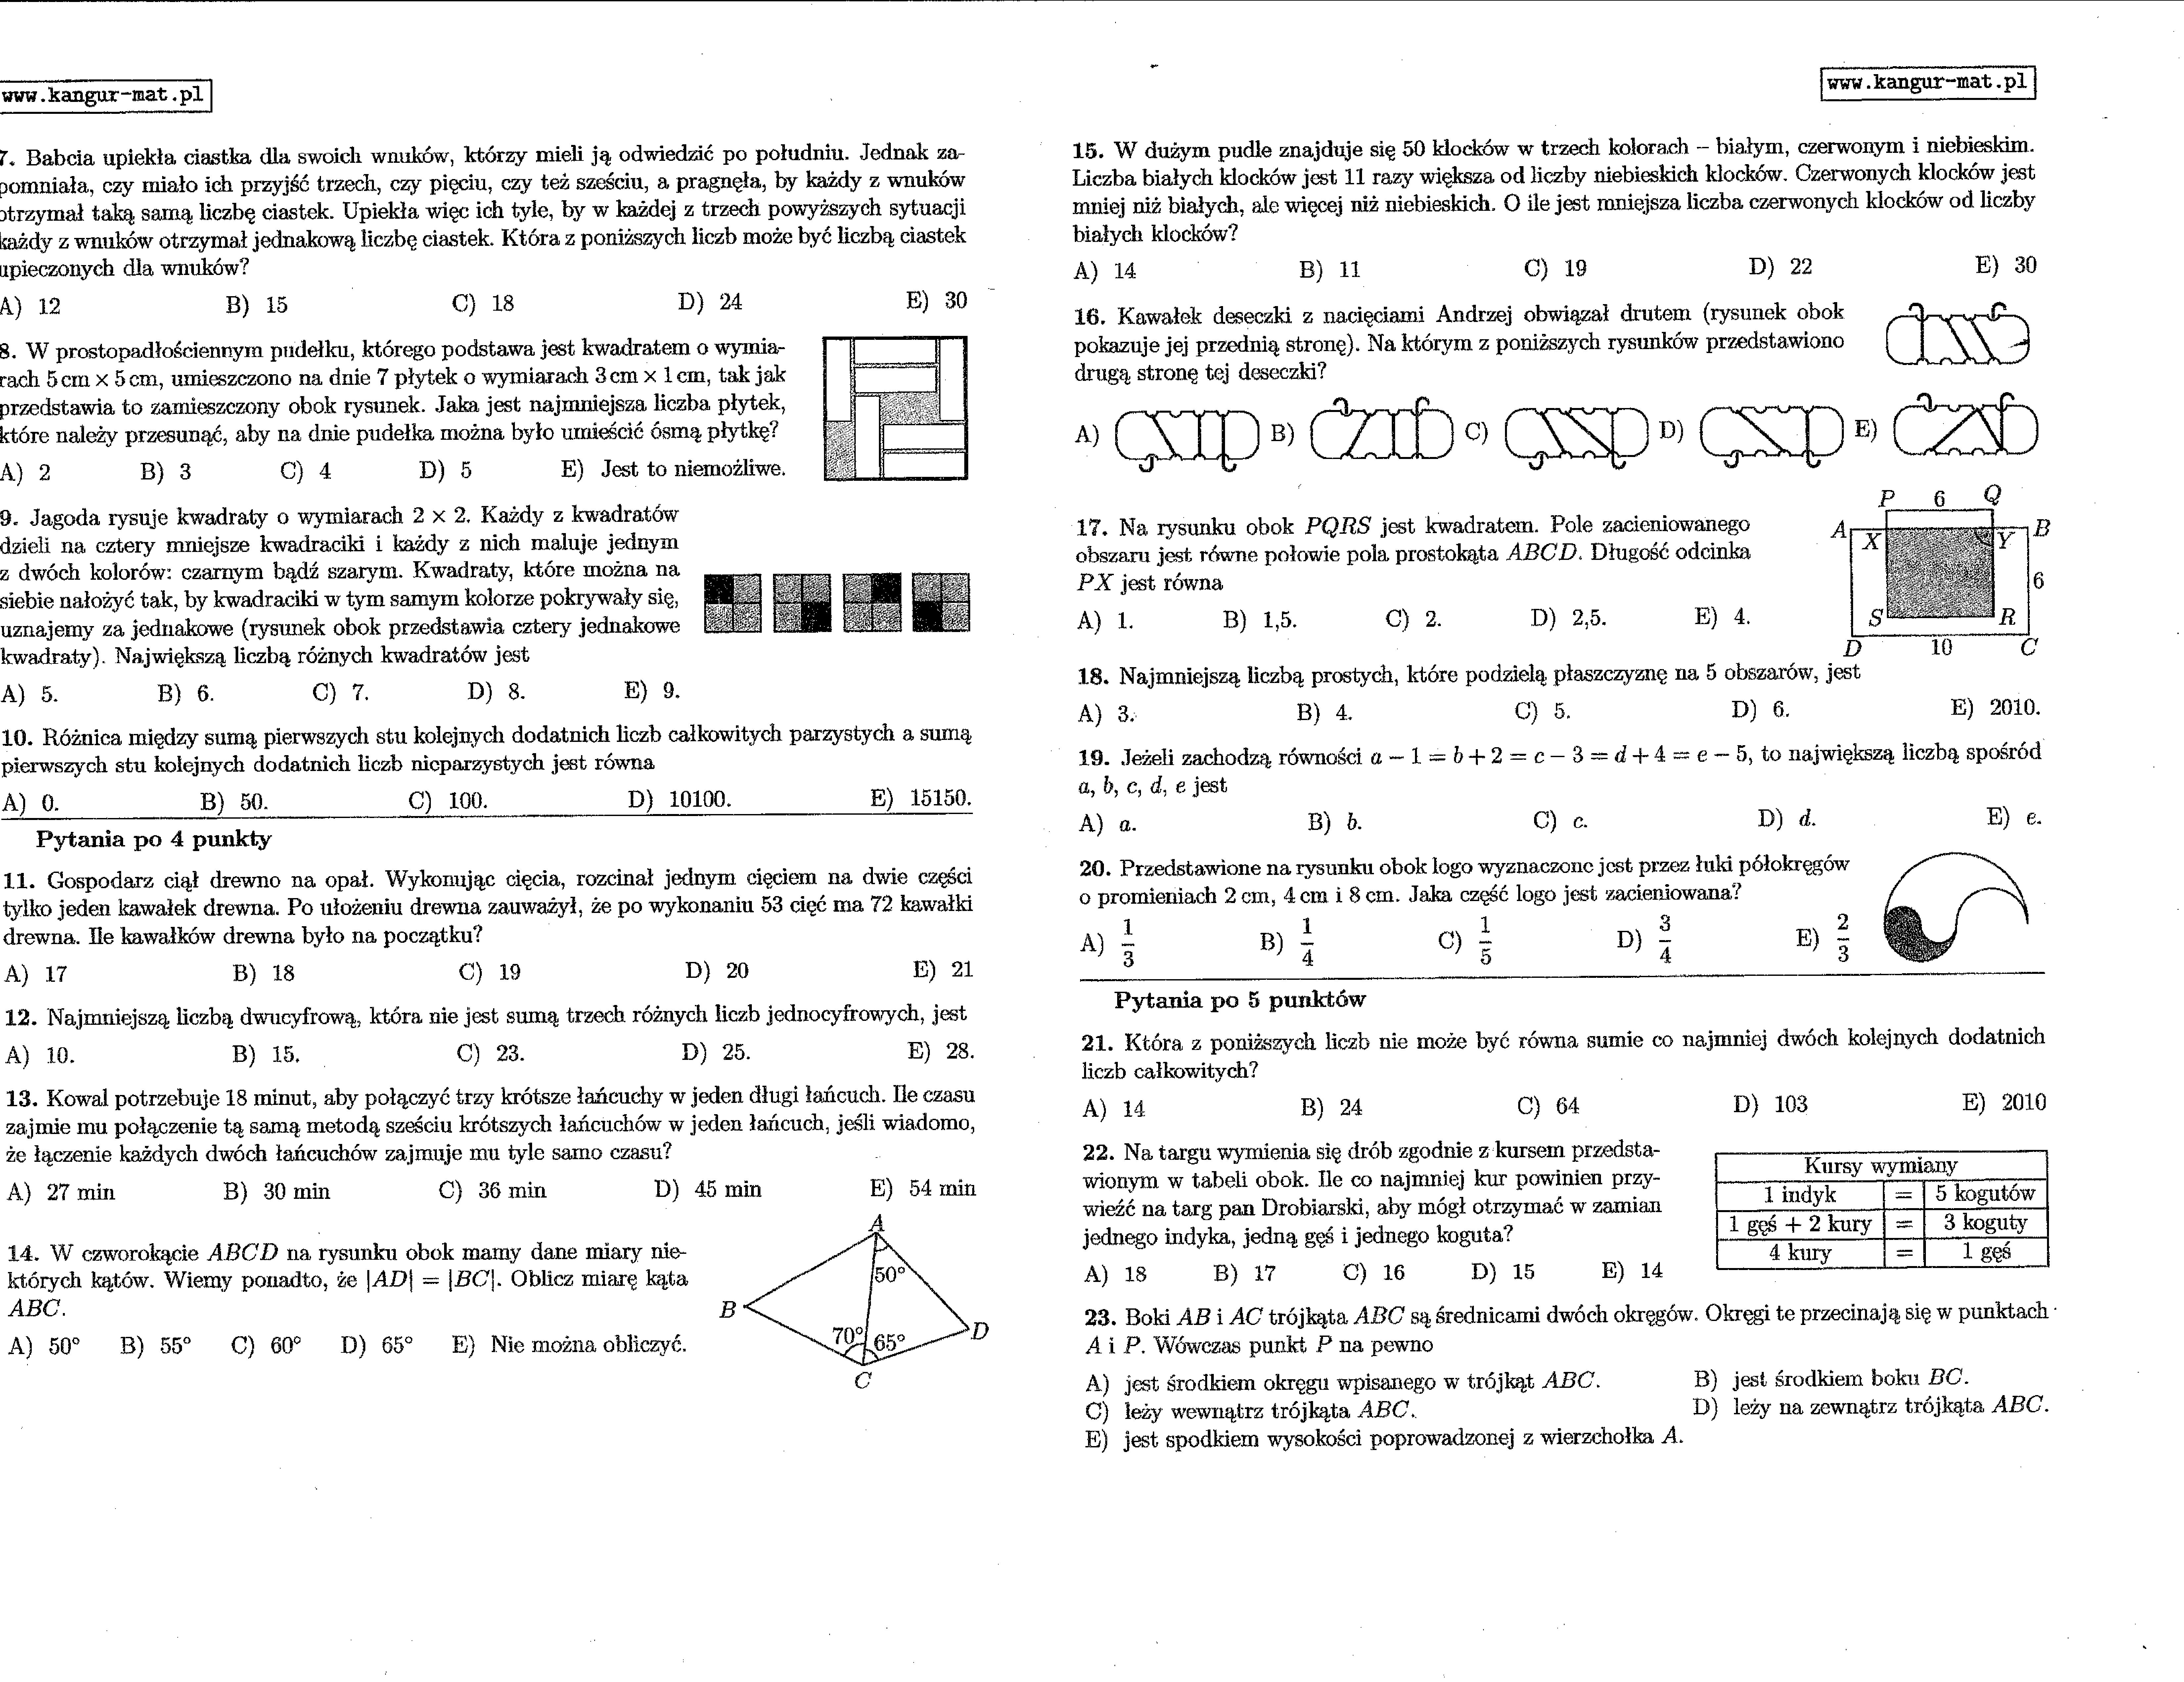 www.kangur-mat.pl
7. Babcia upiekła ciastka dla swoich wnuków, którzy mieli ją odwiedzić po południu. Jednak za-
pomniała, czy miało ich przyjść trzech, czy pięciu, czy też sześciu, a pragnęła, by każdy z wnuków
otrzymał taką samą liczbę ciastek. Upiekła więc ich tyle, by w każdej z trzech powyższych sytuacji
każdy z wnuków otrzymał jednakową liczbę ciastek. Która z poniższych liczb może być liczbą ciastek
upieczonych dla wnuków?
A) 12 B) 15 C) 18 D) 24 E) 30
8. W prostopadłościennym pudełku, którego podstawa jest kwadratem o wymia-
rach 5 cm × 5 cm, umieszczono na dnie 7 płytek o wymiarach 3 cm × 1 cm, tak jak
przedstawia to zamieszczony obok rysunek. Jaka jest najmniejsza liczba płytek,
które należy przesunąć, aby na dnie pudełka można było umieścić ósmą płytkę?
A) 2 B) 3 C) 4 D) 5 E) Jest to niemożliwe.
9. Jagoda rysuje kwadraty o wymiarach 2 × 2. Każdy z kwadratów
dzieli na cztery mniejsze kwadraciki i każdy z nich maluje jednym
z dwóch kolorów: czarnym bądź szarym. Kwadraty, które można na
siebie nałożyć tak, by kwadraciki w tym samym kolorze pokrywały się,
uznajemy za jednakowe (rysunek obok przedstawia cztery jednakowe
kwadraty). Największą liczbą różnych kwadratów jest
A) 5. B) 6. C) 7. D) 8. E) 9.
10. Różnica między sumą pierwszych stu kolejnych dodatnich liczb całkowitych parzystych a sumą
pierwszych stu kolejnych dodatnich liczb nieparzystych jest równa
A) 0. B) 50. C) 100. D) 10100. E) 15150.
Pytania po 4 punkty
11. Gospodarz ciął drewno na opał. Wykonując cięcia, rozcinał jednym cięciem na dwie części
tylko jeden kawałek drewna. Po ułożeniu drewna zauważył, że po wykonaniu 53 cięć ma 72 kawałki
drewna. Ile kawałków drewna było na początku?
A) 17 B) 18 C) 19 D) 20 E) 21
12. Najmniejszą liczbą dwucyfrową, która nie jest sumą trzech różnych liczb jednocyfrowych, jest
A) 10. B) 15. C) 23. D) 25. E) 28.
13. Kowal potrzebuje 18 minut, aby połączyć trzy krótsze łańcuchy w jeden długi łańcuch. Ile czasu
zajmie mu połączenie tą samą metodą sześciu krótszych łańcuchów w jeden łańcuch, jeśli wiadomo,
że łączenie każdych dwóch łańcuchów zajmuje mu tyle samo czasu?
A) 27 min B) 30 min C) 36 min D) 45 min E) 54 min
14. W czworokącie ABCD na rysunku obok mamy dane miary nie-
których kątów. Wiemy ponadto, że |AD| = |BC|. Oblicz miarę kąta
ABC.
A) 50° B) 55° C) 60° D) 65° E) Nie można obliczyć.
A
50°
B
70°
65°
D
C
www.kangur-mat.pl
15. W dużym pudle znajduje się 50 klocków w trzech kolorach – białym, czerwonym i niebieskim.
Liczba białych klocków jest 11 razy większa od liczby niebieskich klocków. Czerwonych klocków jest
mniej niż białych, ale więcej niż niebieskich. O ile jest mniejsza liczba czerwonych klocków od liczby
białych klocków?
A) 14 B) 11 C) 19 D) 22 E) 30
16. Kawałek deseczki z nacięciami Andrzej obwiązał drutem (rysunek obok
pokazuje jej przednią stronę). Na którym z poniższych rysunków przedstawiono
drugą stronę tej deseczki?
A) B) C) D) E)
17. Na rysunku obok PQRS jest kwadratem. Pole zacieniowanego
obszaru jest równe połowie pola prostokąta ABCD. Długość odcinka
PX jest równa
A) 1. B) 1,5. C) 2. D) 2,5. E) 4.
P 6 Q
A X Y B
6
S R
D 10 C
18. Najmniejszą liczbą prostych, które podzielą płaszczyznę na 5 obszarów, jest
A) 3. B) 4. C) 5. D) 6. E) 2010.
19. Jeżeli zachodzą równości a − 1 = b + 2 = c − 3 = d + 4 = e − 5, to największą liczbą spośród
a, b, c, d, e jest
A) a. B) b. C) c. D) d. E) e.
20. Przedstawione na rysunku obok logo wyznaczone jest przez łuki półokręgów
o promieniach 2 cm, 4 cm i 8 cm. Jaka część logo jest zacieniowana?
A) 1/3 B) 1/4 C) 1/5 D) 3/4 E) 2/3
Pytania po 5 punktów
21. Która z poniższych liczb nie może być równa sumie co najmniej dwóch kolejnych dodatnich
liczb całkowitych?
A) 14 B) 24 C) 64 D) 103 E) 2010
22. Na targu wymienia się drób zgodnie z kursem przedsta-
wionym w tabeli obok. Ile co najmniej kur powinien przy-
wieźć na targ pan Drobiarski, aby mógł otrzymać w zamian
jednego indyka, jedną gęś i jednego koguta?
A) 18 B) 17 C) 16 D) 15 E) 14
Kursy wymiany
1 indyk = 5 kogutów
1 gęś + 2 kury = 3 koguty
4 kury = 1 gęś
23. Boki AB i AC trójkąta ABC są średnicami dwóch okręgów. Okręgi te przecinają się w punktach
A i P. Wówczas punkt P na pewno
A) jest środkiem okręgu wpisanego w trójkąt ABC. B) jest środkiem boku BC.
C) leży wewnątrz trójkąta ABC. D) leży na zewnątrz trójkąta ABC.
E) jest spodkiem wysokości poprowadzonej z wierzchołka A.